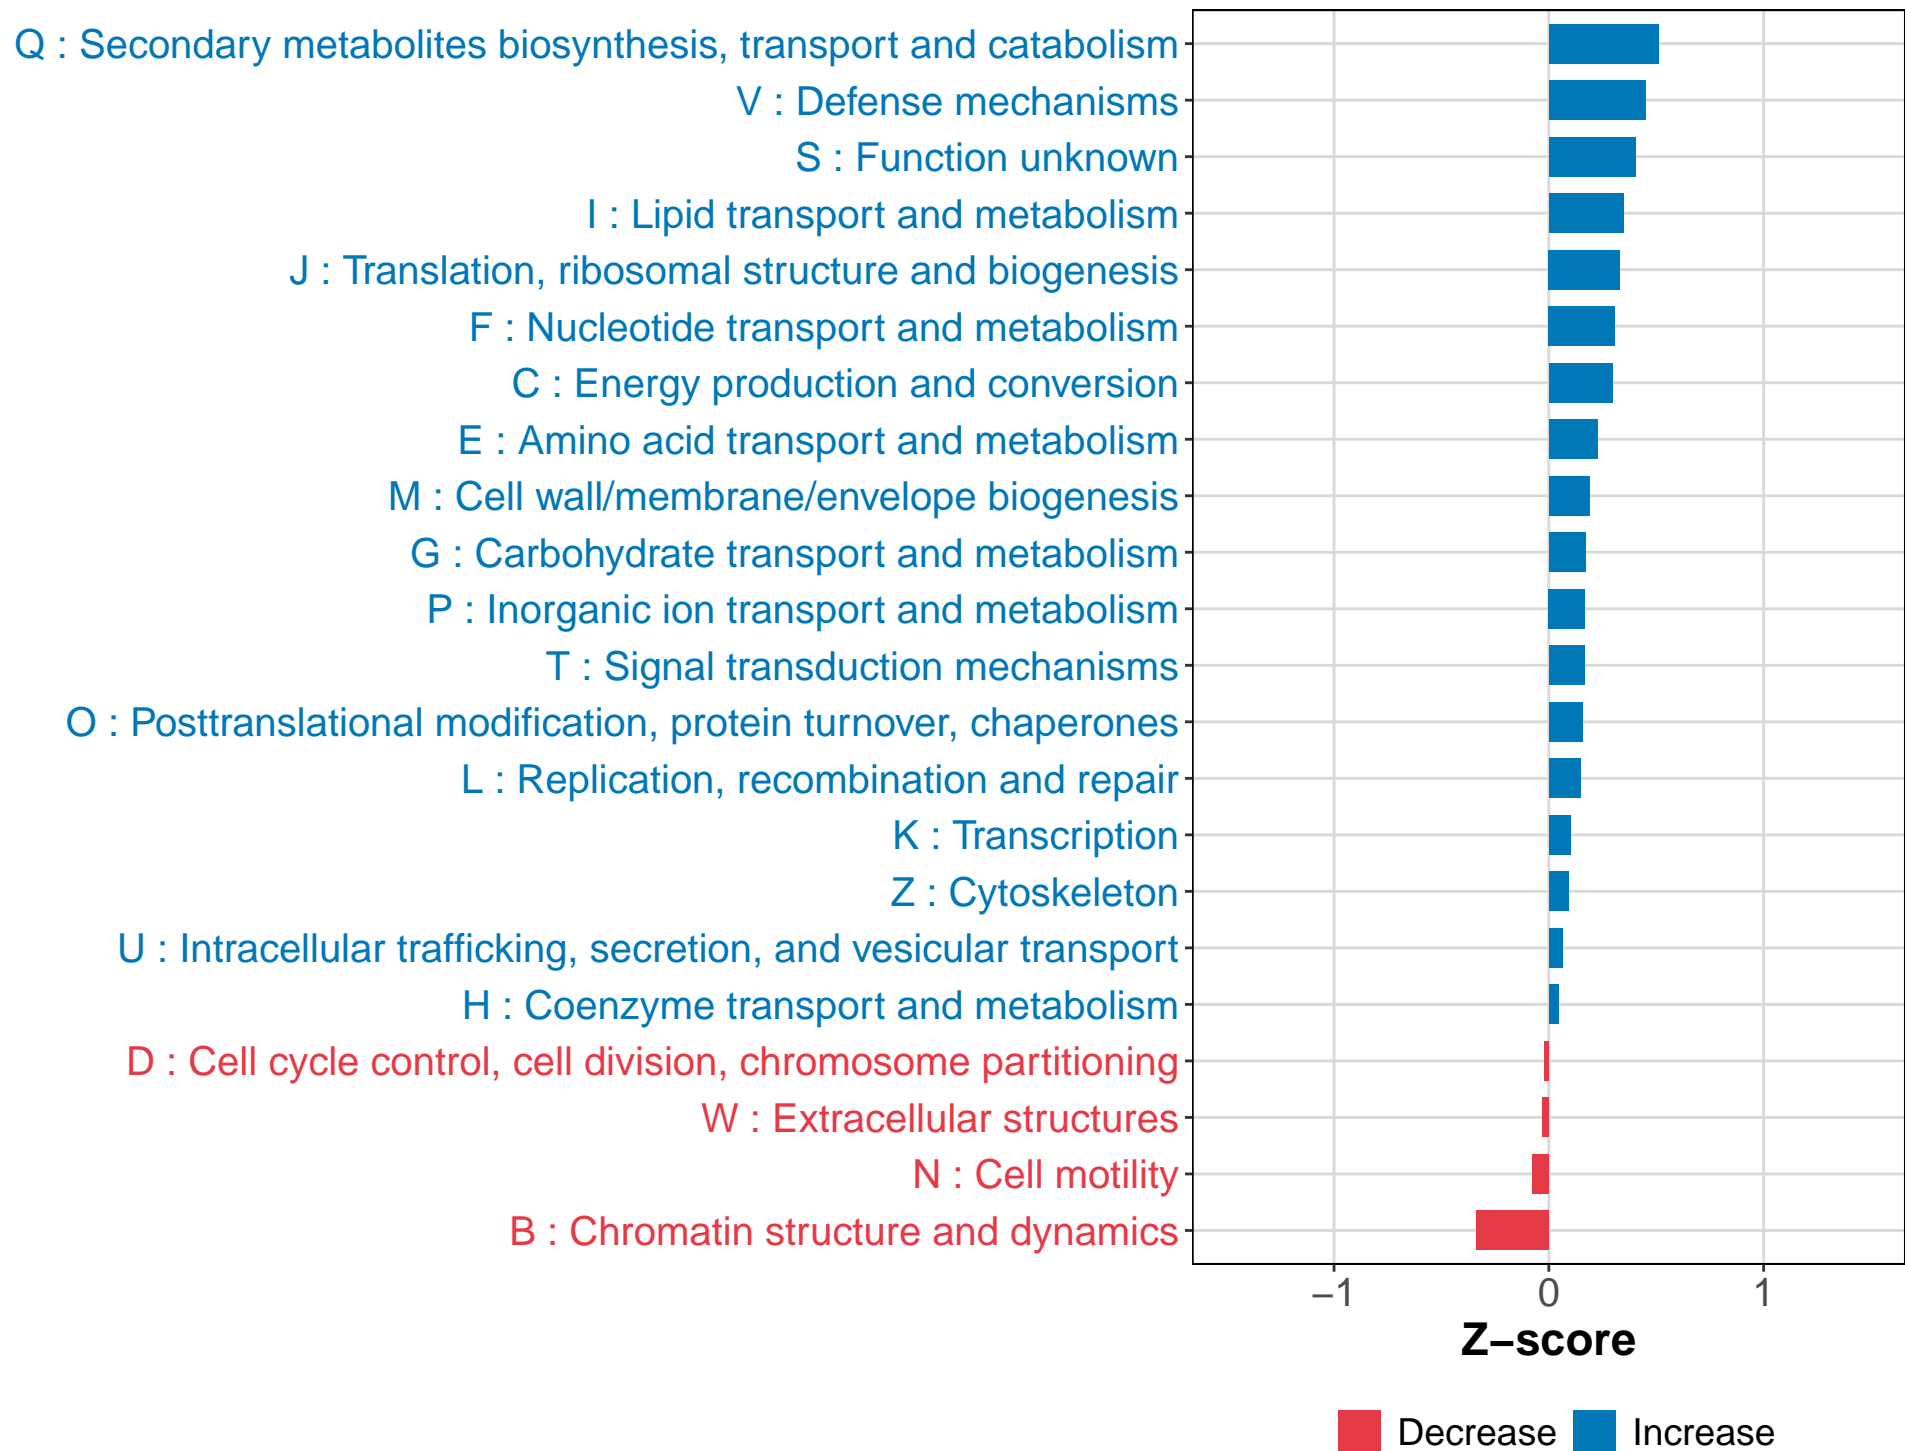 Q : Secondary metabolites biosynthesis, transport and catabolism
V : Defense mechanisms
S : Function unknown
I : Lipid transport and metabolism
J : Translation, ribosomal structure and biogenesis
F : Nucleotide transport and metabolism
C : Energy production and conversion
E : Amino acid transport and metabolism
M : Cell wall/membrane/envelope biogenesis
G : Carbohydrate transport and metabolism
P : Inorganic ion transport and metabolism
T : Signal transduction mechanisms
O : Posttranslational modification, protein turnover, chaperones
L : Replication, recombination and repair
K : Transcription
Z : Cytoskeleton
U : Intracellular trafficking, secretion, and vesicular transport
H : Coenzyme transport and metabolism
D : Cell cycle control, cell division, chromosome partitioning
W : Extracellular structures
N : Cell motility
B : Chromatin structure and dynamics
−1 0 1
Z−score
Decrease Increase